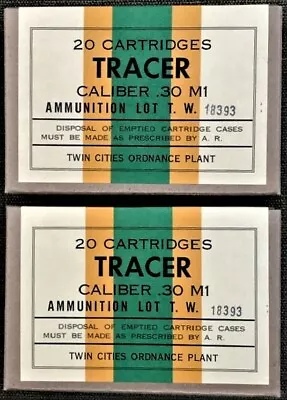 20 CARTRIDGES
TRACER
CALIBER .30 M1
AMMUNITION LOT T. W. 18393
DISPOSAL OF EMPTIED CARTRIDGE CASES
MUST BE MADE AS PRESCRIBED BY A. R.
TWIN CITIES ORDNANCE PLANT
20 CARTRIDGES
TRACER
CALIBER .30 M1
AMMUNITION LOT T. W. 18393
DISPOSAL OF EMPTIED CARTRIDGE CASES
MUST BE MADE AS PRESCRIBED BY A. R.
TWIN CITIES ORDNANCE PLANT